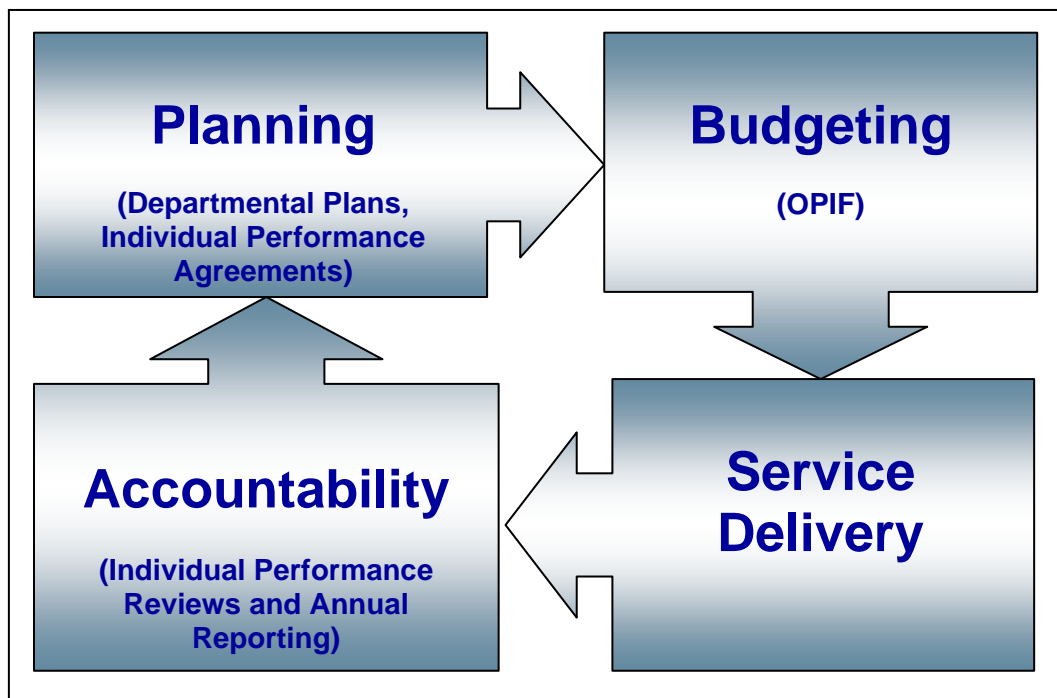 Planning
(Departmental Plans,
Individual Performance
Agreements)
Budgeting
(OPIF)
Accountability
(Individual Performance
Reviews and Annual
Reporting)
Service
Delivery